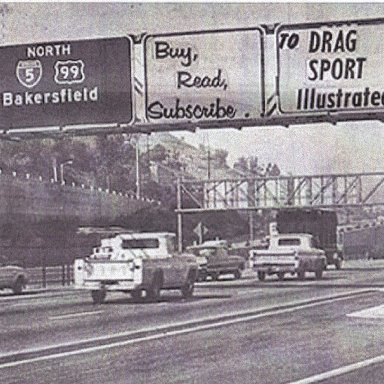 NORTH
5 99
Bakersfield
Buy,
Read,
Subscribe.
TO DRAG
SPORT
Illustrated